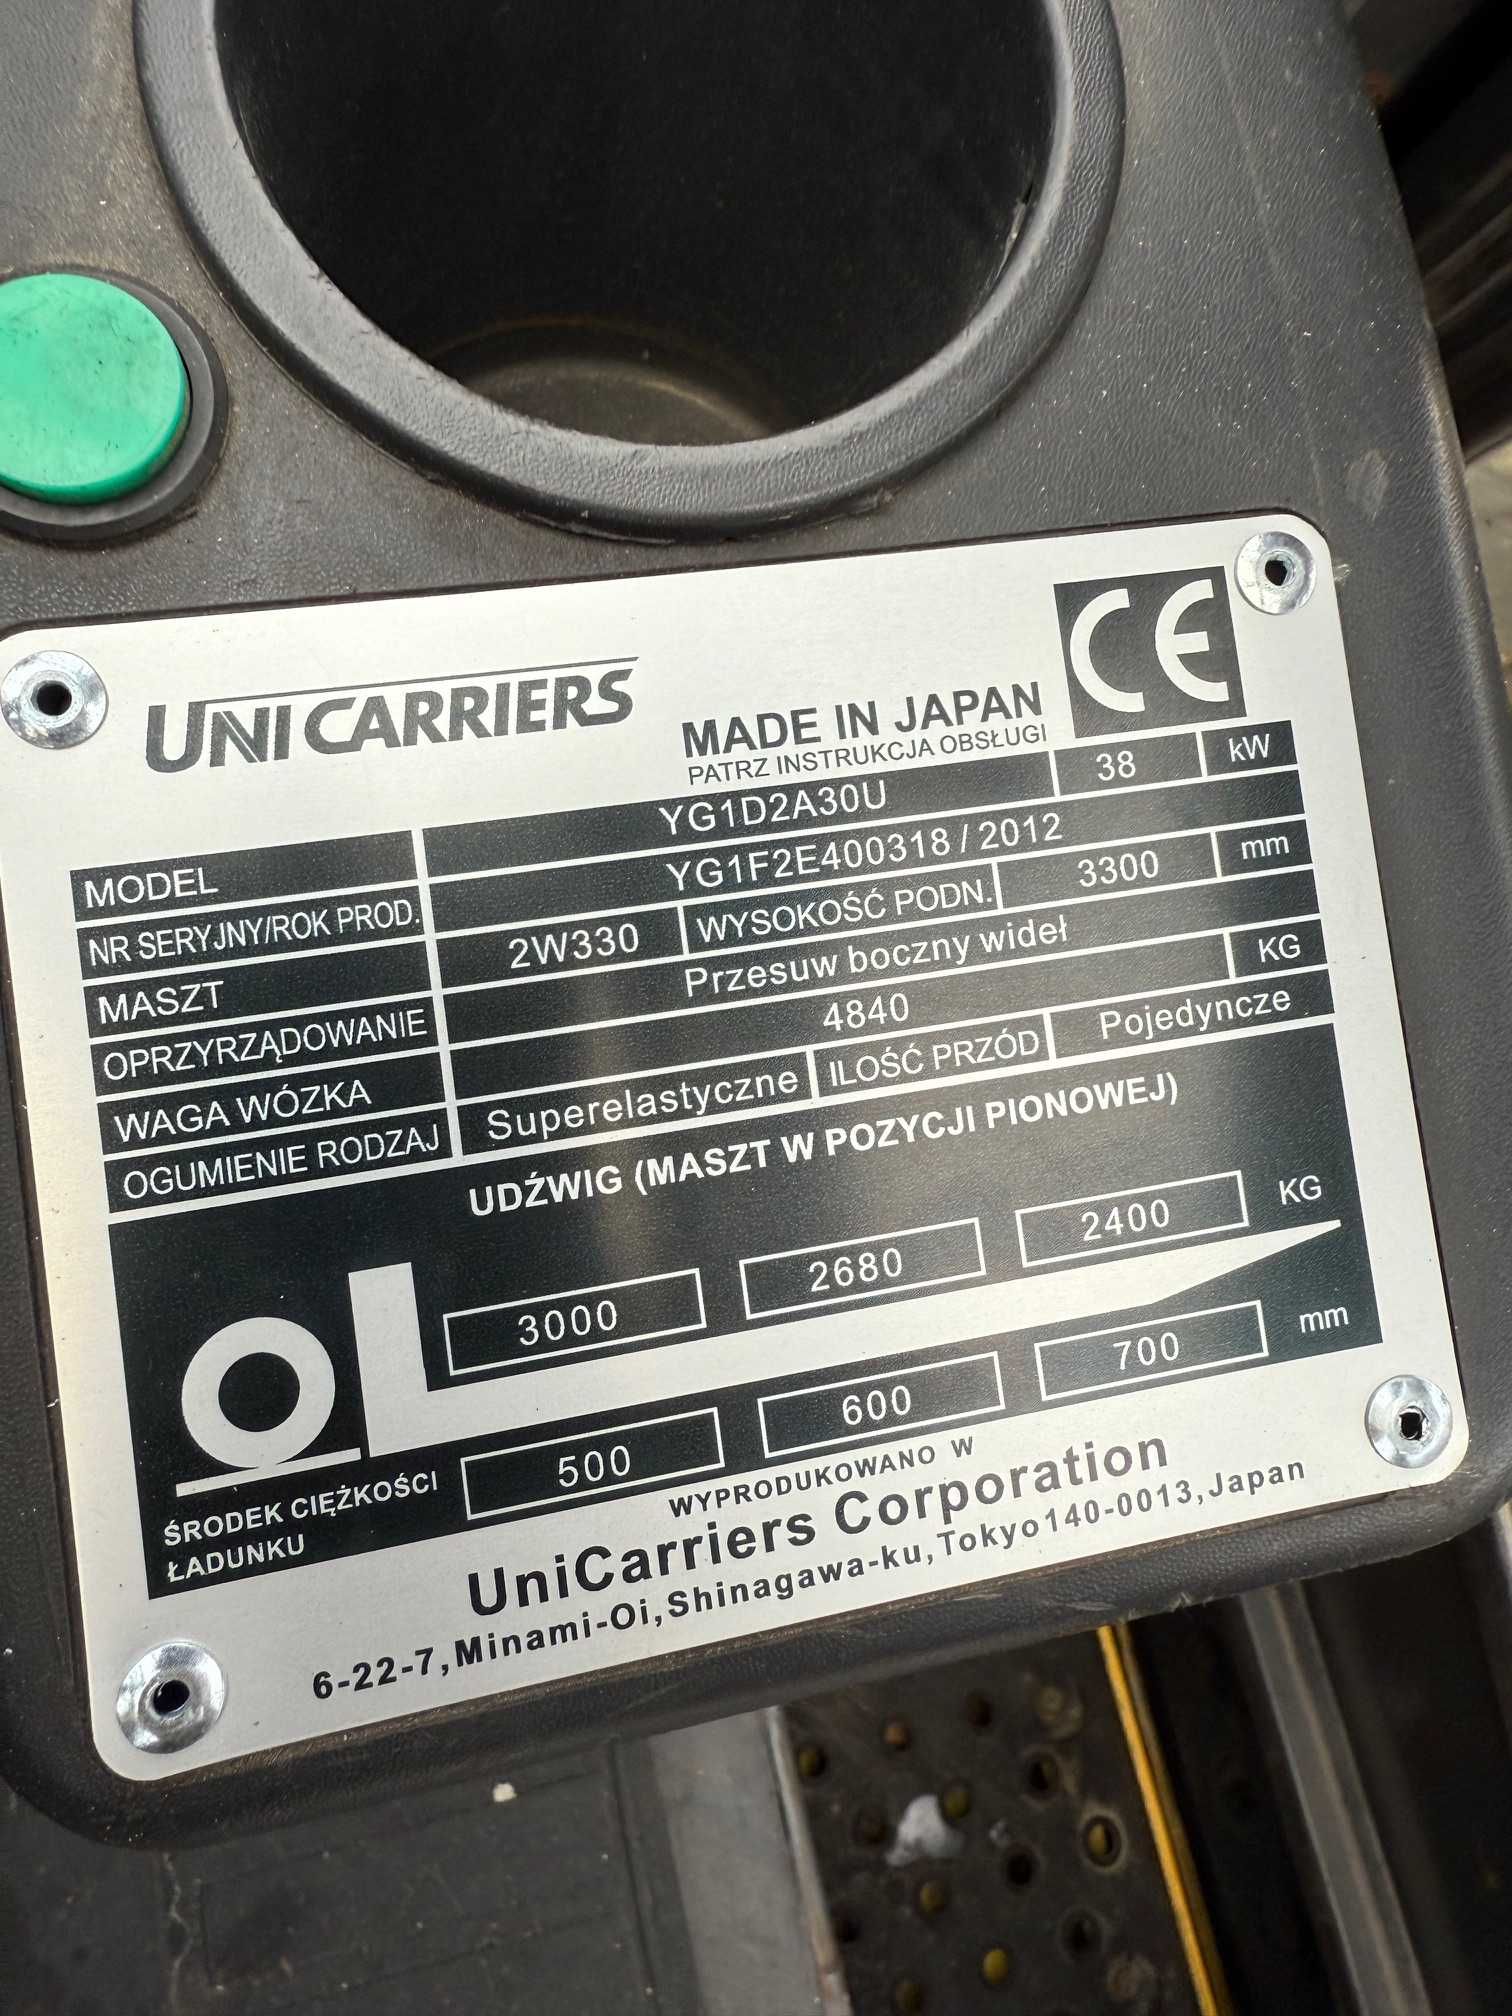 UNICARRIERS
MADE IN JAPAN
PATRZ INSTRUKCJA OBSŁUGI
CE
MODEL YG1D2A30U 38 kW
NR SERYJNY/ROK PROD. YG1F2E400318 / 2012
MASZT 2W330 WYSOKOŚĆ PODN. 3300 mm
OPRZYRZĄDOWANIE Przesuw boczny wideł
WAGA WÓZKA 4840 KG
OGUMIENIE RODZAJ Superelastyczne ILOŚĆ PRZÓD Pojedyncze
UDŹWIG (MASZT W POZYCJI PIONOWEJ)
3000 2680 2400 KG
500 600 700 mm
ŚRODEK CIĘŻKOŚCI
ŁADUNKU
WYPRODUKOWANO W
UniCarriers Corporation
6-22-7,Minami-Oi,Shinagawa-ku,Tokyo140-0013,Japan